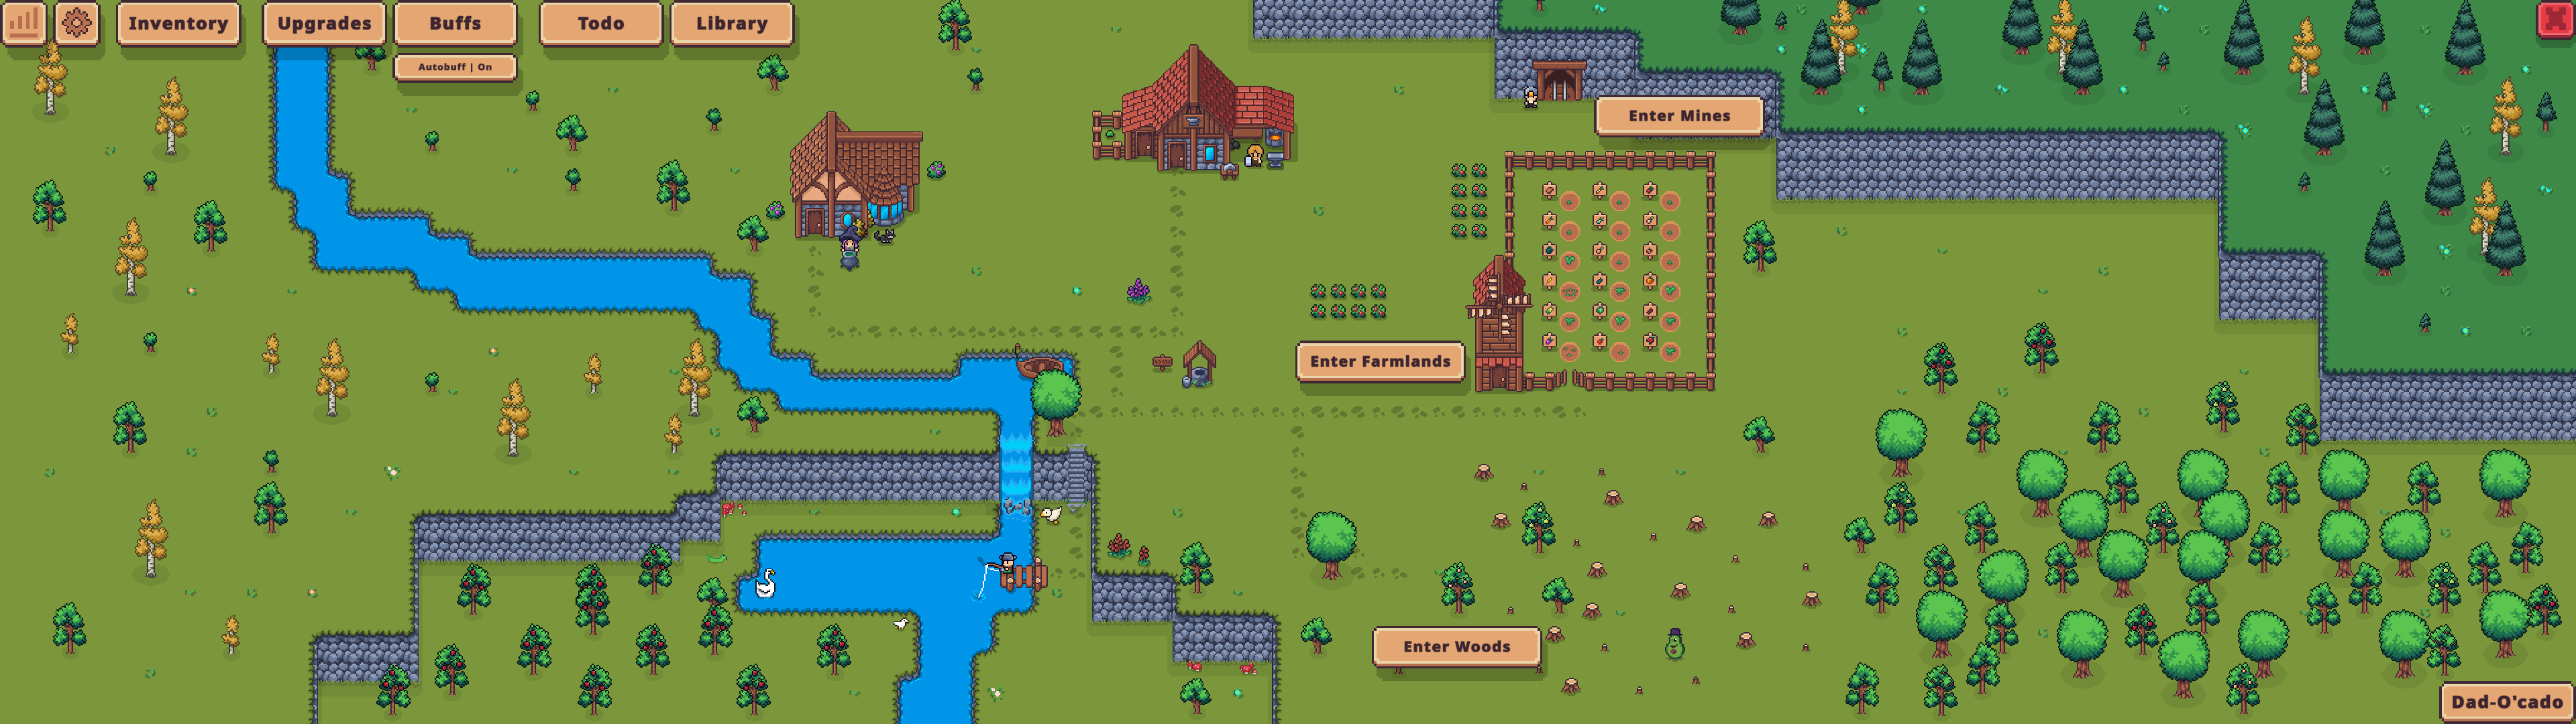 Inventory
Upgrades
Buffs
Todo
Library
Autobuff | On
Enter Mines
Enter Farmlands
Enter Woods
Dad-O'cado